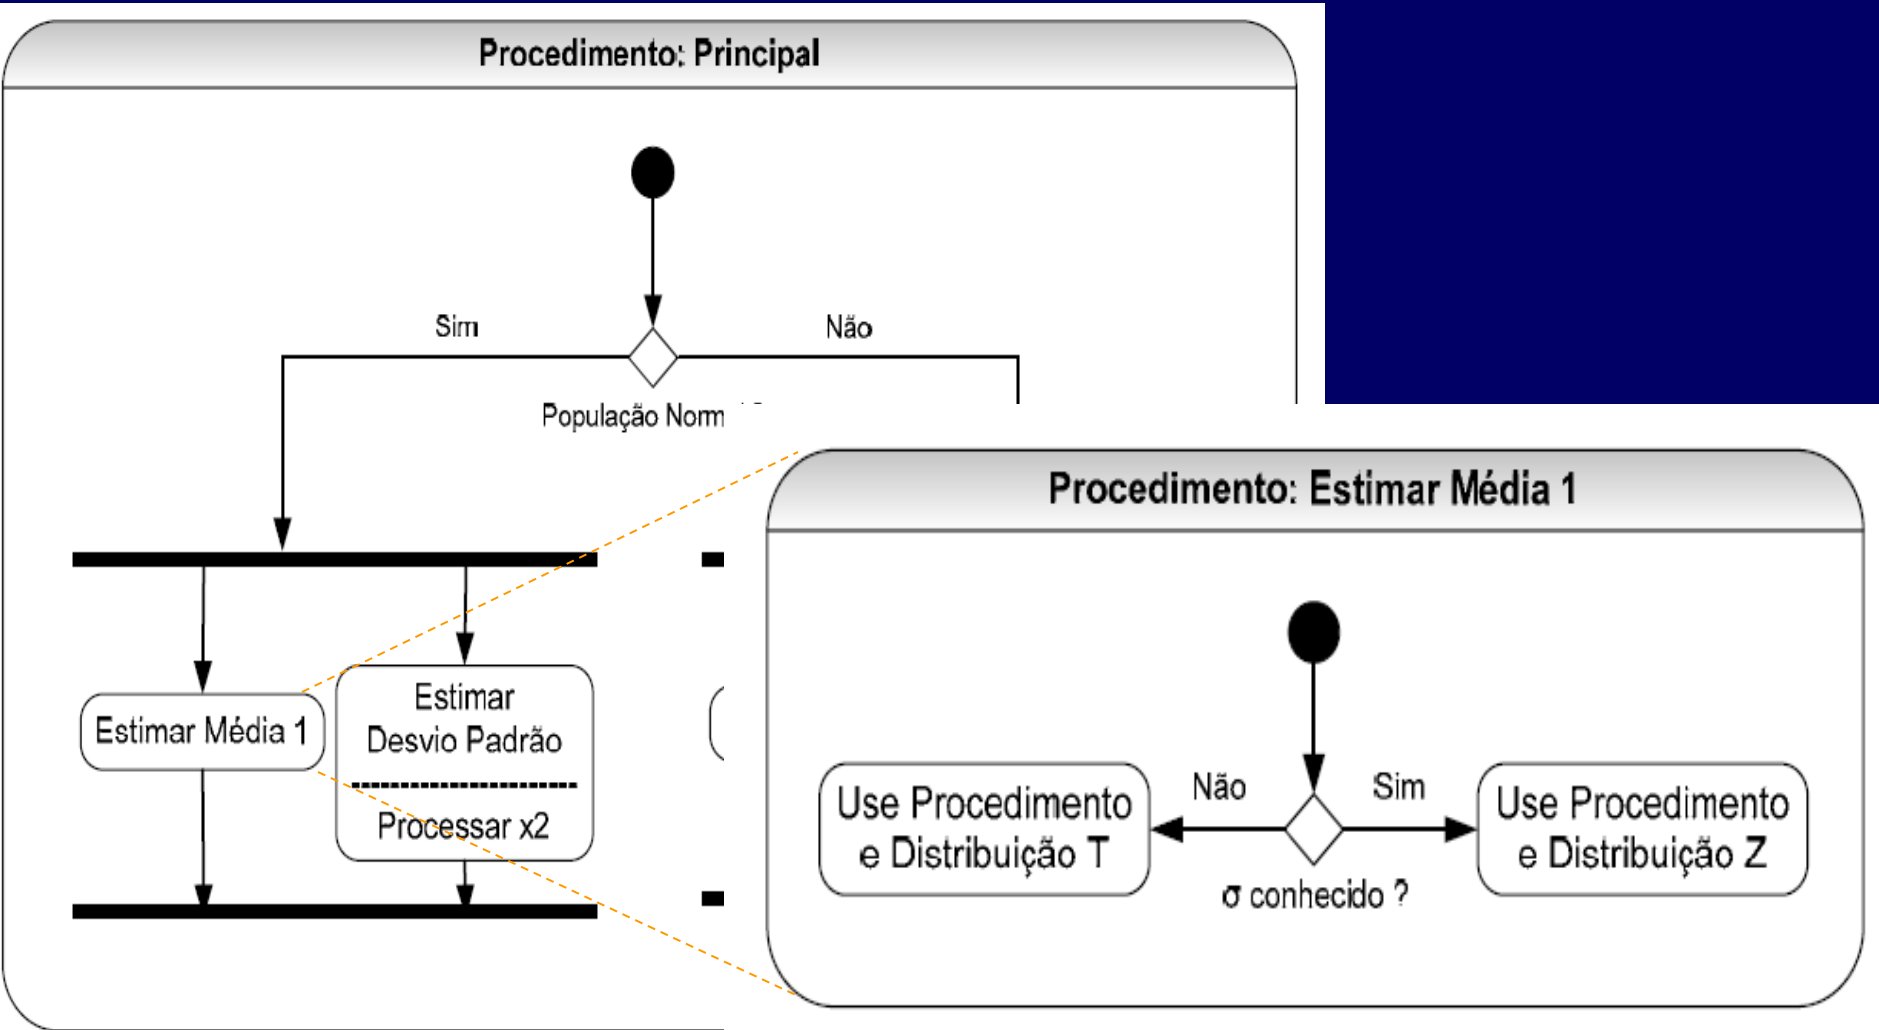 Procedimento: Principal
Sim
Não
População Norm
Estimar Média 1
Estimar
Desvio Padrão
Processar x2
Procedimento: Estimar Média 1
Não
Sim
Use Procedimento
e Distribuição T
Use Procedimento
e Distribuição Z
σ conhecido ?